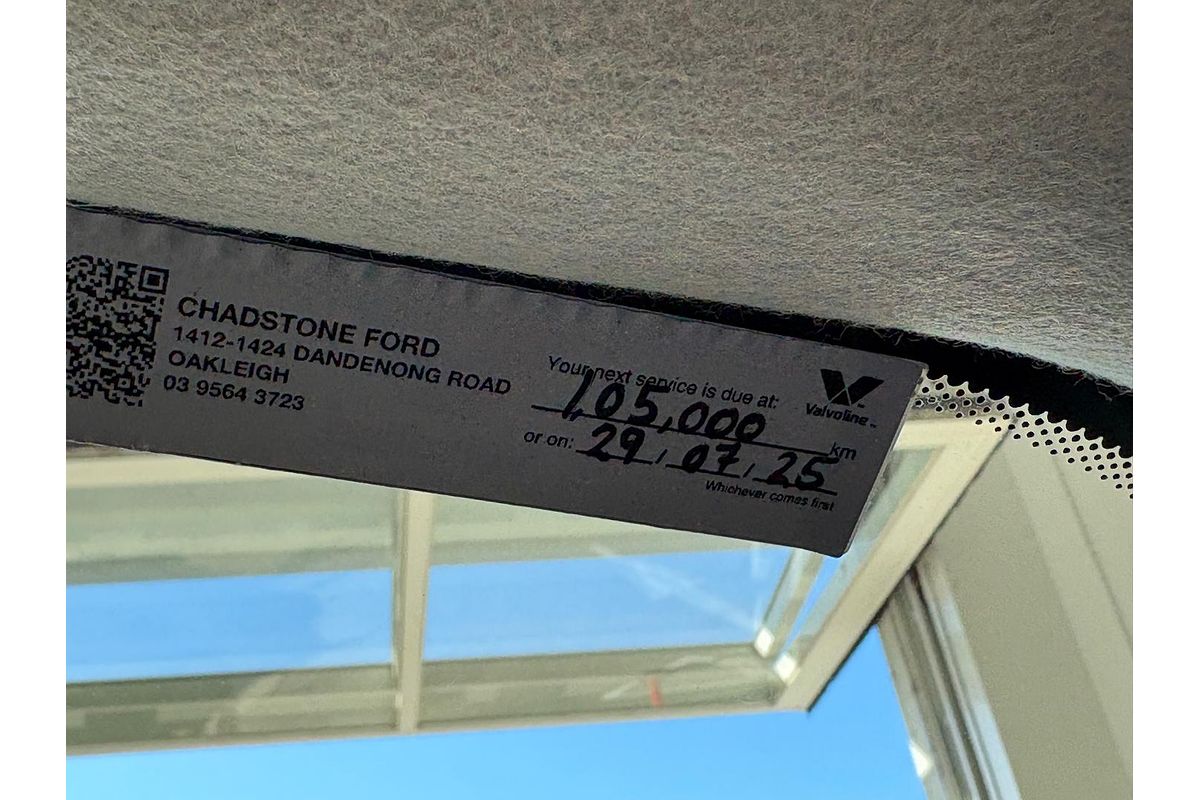 CHADSTONE FORD
1412-1424 DANDENONG ROAD
OAKLEIGH
03 9564 3723
Your next service is due at:
105,000 km
or on: 29, 07, 25
Whichever comes first
Valvoline™